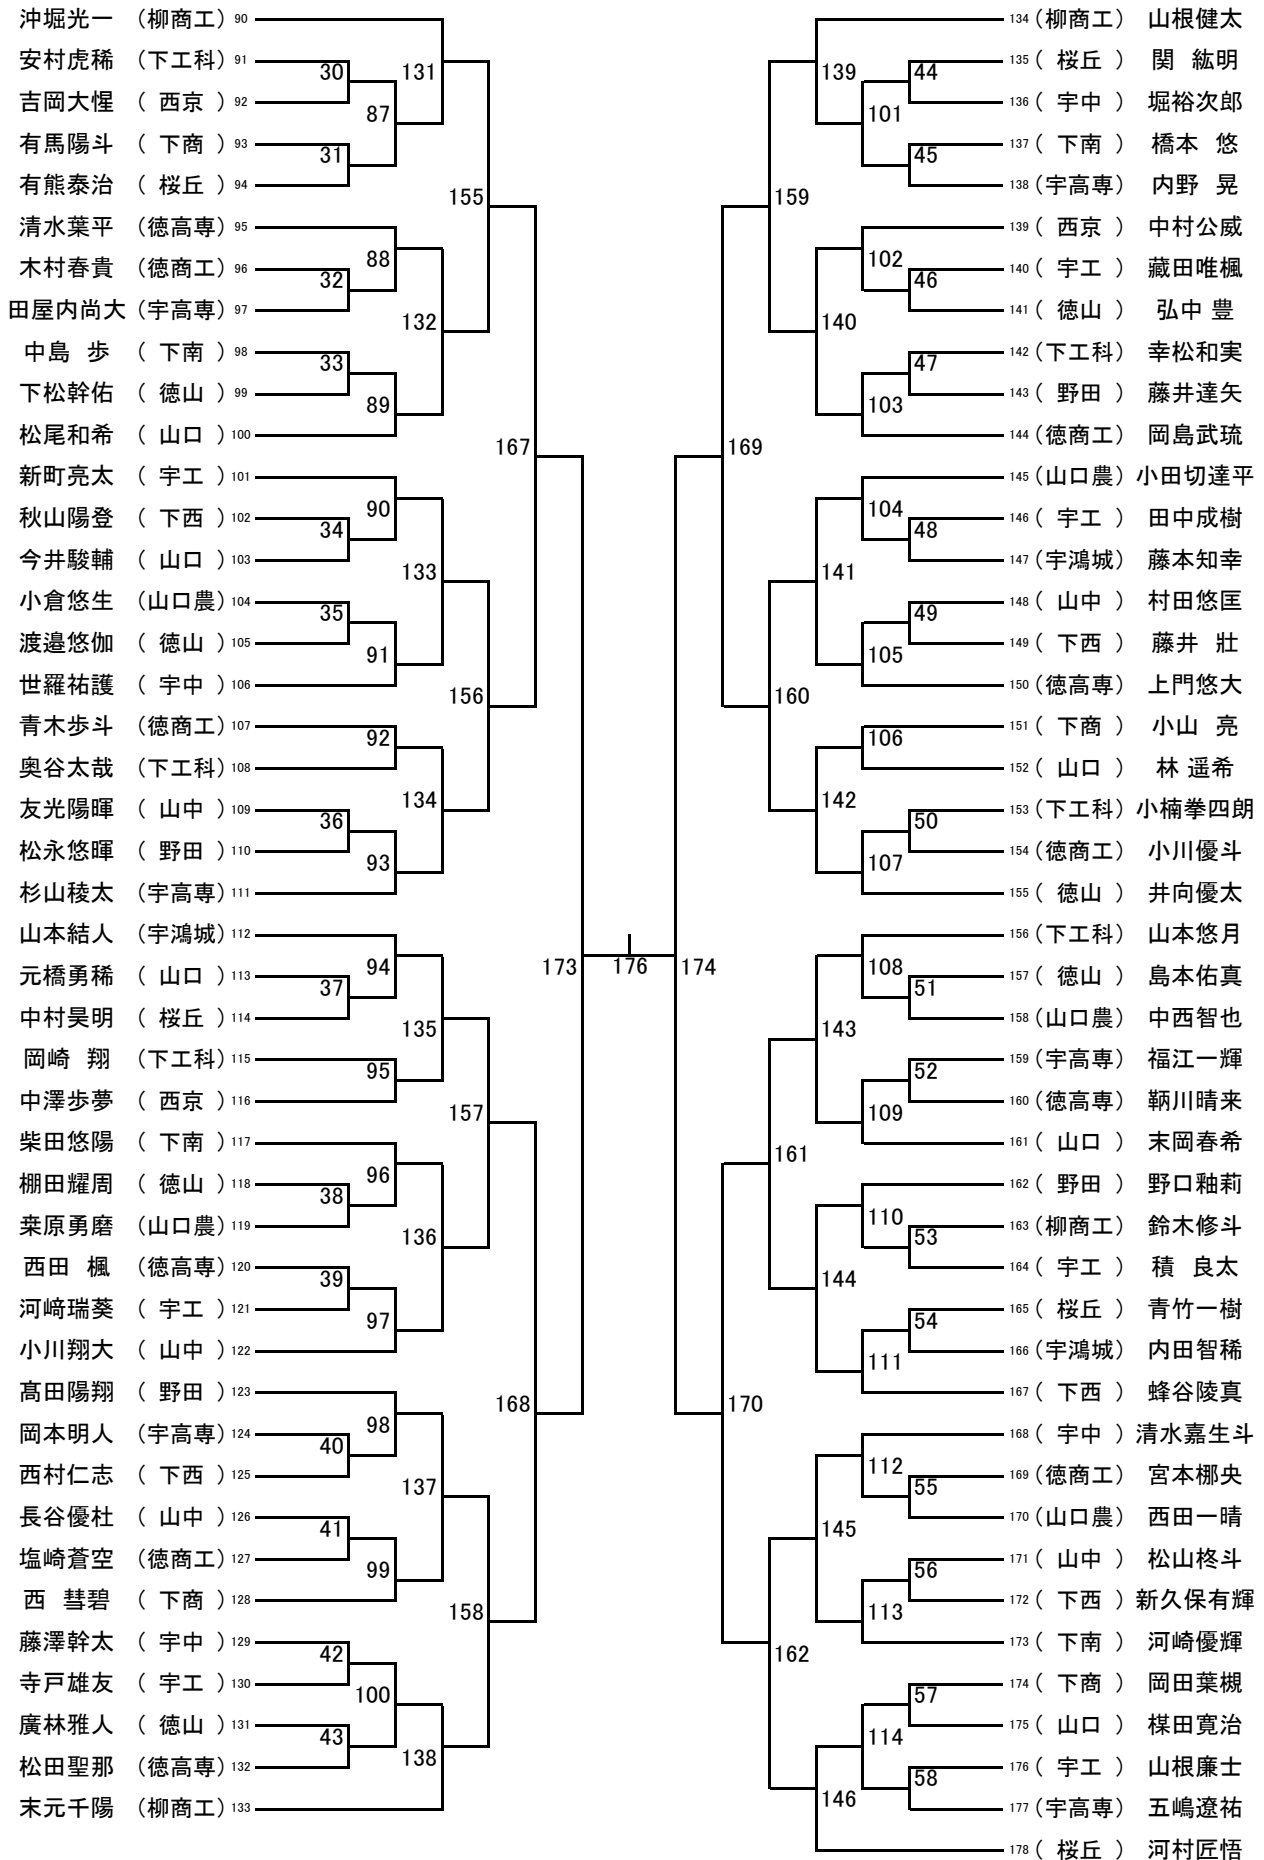 沖堀光一 (柳商工) 90
安村虎稀 (下工科) 91
吉岡大惺 ( 西京 ) 92
有馬陽斗 ( 下商 ) 93
有熊泰治 ( 桜丘 ) 94
清水葉平 (徳高専) 95
木村春貴 (徳商工) 96
田屋内尚大 (宇高専) 97
中島 歩 ( 下南 ) 98
下松幹佑 ( 徳山 ) 99
松尾和希 ( 山口 ) 100
新町亮太 ( 宇工 ) 101
秋山陽登 ( 下西 ) 102
今井駿輔 ( 山口 ) 103
小倉悠生 (山口農) 104
渡邉悠伽 ( 徳山 ) 105
世羅祐護 ( 宇中 ) 106
青木歩斗 (徳商工) 107
奥谷太哉 (下工科) 108
友光陽暉 ( 山中 ) 109
松永悠暉 ( 野田 ) 110
杉山稜太 (宇高専) 111
山本結人 (宇鴻城) 112
元橋勇稀 ( 山口 ) 113
中村昊明 ( 桜丘 ) 114
岡崎 翔 (下工科) 115
中澤歩夢 ( 西京 ) 116
柴田悠陽 ( 下南 ) 117
棚田耀周 ( 徳山 ) 118
桒原勇磨 (山口農) 119
西田 楓 (徳高専) 120
河﨑瑞葵 ( 宇工 ) 121
小川翔大 ( 山中 ) 122
髙田陽翔 ( 野田 ) 123
岡本明人 (宇高専) 124
西村仁志 ( 下西 ) 125
長谷優杜 ( 山中 ) 126
塩崎蒼空 (徳商工) 127
西 彗碧 ( 下商 ) 128
藤澤幹太 ( 宇中 ) 129
寺戸雄友 ( 宇工 ) 130
廣林雅人 ( 徳山 ) 131
松田聖那 (徳高専) 132
末元千陽 (柳商工) 133
30
31
32
33
34
35
36
37
38
39
40
41
42
43
87
88
89
90
91
92
93
94
95
96
97
98
99
100
131
132
133
134
135
136
137
138
155
156
157
158
167
168
173
176
174
169
170
159
160
161
162
139
140
141
142
143
144
145
146
101
102
103
104
105
106
107
108
109
110
111
112
113
114
44
45
46
47
48
49
50
51
52
53
54
55
56
57
58
134 (柳商工) 山根健太
135 ( 桜丘 ) 関 紘明
136 ( 宇中 ) 堀裕次郎
137 ( 下南 ) 橋本 悠
138 (宇高専) 内野 晃
139 ( 西京 ) 中村公威
140 ( 宇工 ) 藏田唯楓
141 ( 徳山 ) 弘中 豊
142 (下工科) 幸松和実
143 ( 野田 ) 藤井達矢
144 (徳商工) 岡島武琉
145 (山口農) 小田切達平
146 ( 宇工 ) 田中成樹
147 (宇鴻城) 藤本知幸
148 ( 山中 ) 村田悠匡
149 ( 下西 ) 藤井 壯
150 (徳高専) 上門悠大
151 ( 下商 ) 小山 亮
152 ( 山口 ) 林 遥希
153 (下工科) 小楠拳四朗
154 (徳商工) 小川優斗
155 ( 徳山 ) 井向優太
156 (下工科) 山本悠月
157 ( 徳山 ) 島本佑真
158 (山口農) 中西智也
159 (宇高専) 福江一輝
160 (徳高専) 鞆川晴来
161 ( 山口 ) 末岡春希
162 ( 野田 ) 野口釉莉
163 (柳商工) 鈴木修斗
164 ( 宇工 ) 積 良太
165 ( 桜丘 ) 青竹一樹
166 (宇鴻城) 内田智稀
167 ( 下西 ) 蜂谷陵真
168 ( 宇中 ) 清水嘉生斗
169 (徳商工) 宮本梛央
170 (山口農) 西田一晴
171 ( 山中 ) 松山柊斗
172 ( 下西 ) 新久保有輝
173 ( 下南 ) 河崎優輝
174 ( 下商 ) 岡田葉槻
175 ( 山口 ) 楳田寛治
176 ( 宇工 ) 山根廉士
177 (宇高専) 五嶋遼祐
178 ( 桜丘 ) 河村匠悟